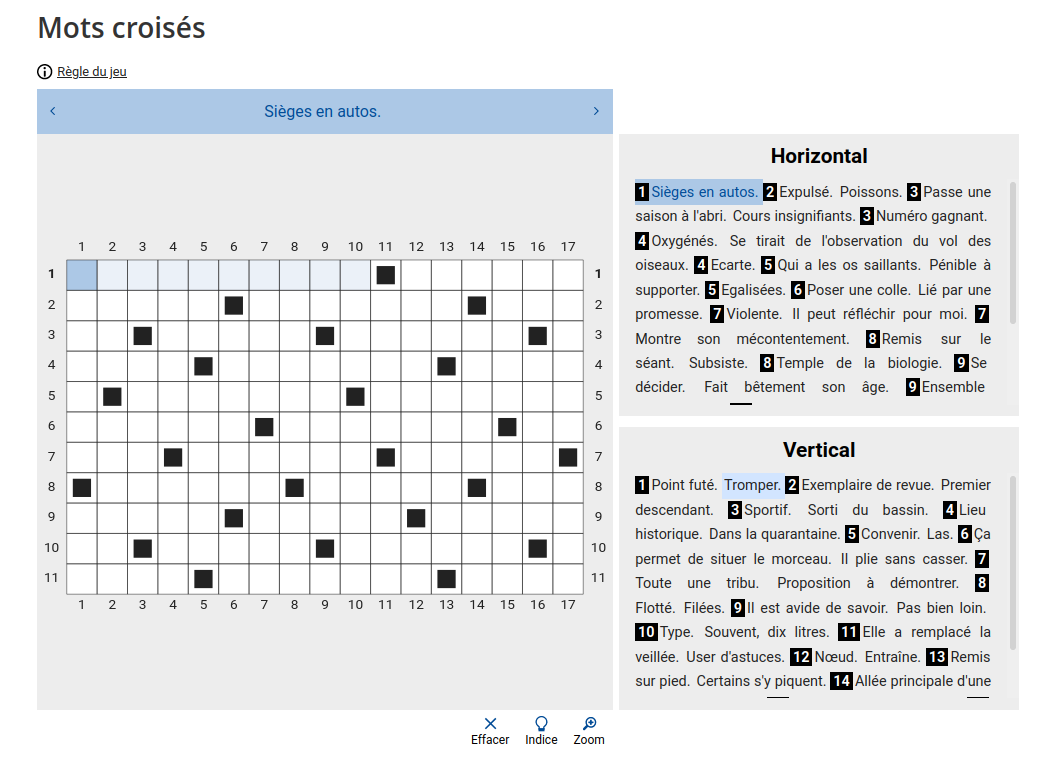 Mots croisés
Règle du jeu
Sièges en autos.
1 2 3 4 5 6 7 8 9 10 11 12 13 14 15 16 17
1 1
2 2
3 3
4 4
5 5
6 6
7 7
8 8
9 9
10 10
11 11
1 2 3 4 5 6 7 8 9 10 11 12 13 14 15 16 17
Effacer Indice Zoom
Horizontal
1 Sièges en autos. 2 Expulsé. Poissons. 3 Passe une
saison à l'abri. Cours insignifiants. 3 Numéro gagnant.
4 Oxygénés. Se tirait de l'observation du vol des
oiseaux. 4 Ecarte. 5 Qui a les os saillants. Pénible à
supporter. 5 Egalisées. 6 Poser une colle. Lié par une
promesse. 7 Violente. Il peut réfléchir pour moi. 7
Montre son mécontentement. 8 Remis sur le
séant. Subsiste. 8 Temple de la biologie. 9 Se
décider. Fait bêtement son âge. 9 Ensemble
Vertical
1 Point futé. Tromper. 2 Exemplaire de revue. Premier
descendant. 3 Sportif. Sorti du bassin. 4 Lieu
historique. Dans la quarantaine. 5 Convenir. Las. 6 Ça
permet de situer le morceau. Il plie sans casser. 7
Toute une tribu. Proposition à démontrer. 8
Flotté. Filées. 9 Il est avide de savoir. Pas bien loin.
10 Type. Souvent, dix litres. 11 Elle a remplacé la
veillée. User d'astuces. 12 Nœud. Entraîne. 13 Remis
sur pied. Certains s'y piquent. 14 Allée principale d'une